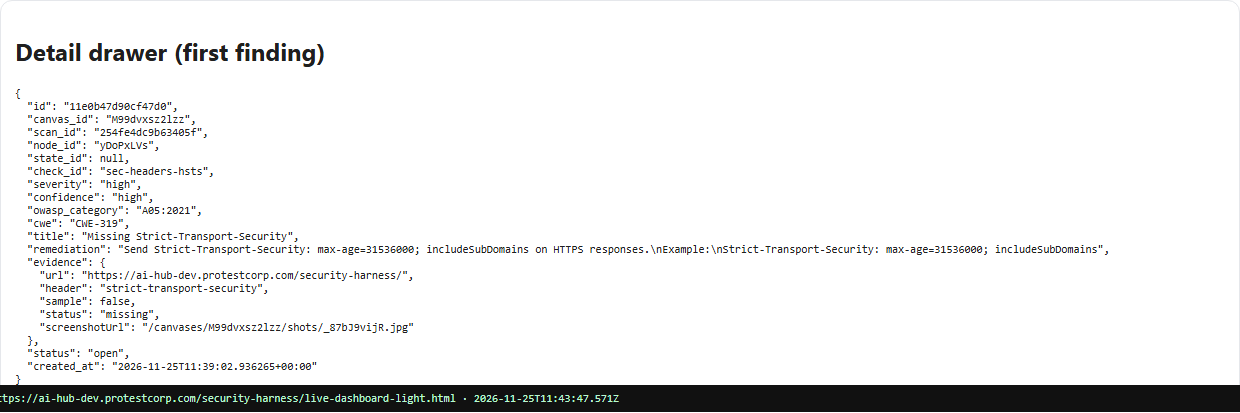 Detail drawer (first finding)
{
  "id": "11e0b47d90cf47d0",
  "canvas_id": "M99dvxsz2lzz",
  "scan_id": "254fe4dc9b63405f",
  "node_id": "yDoPxLVs",
  "state_id": null,
  "check_id": "sec-headers-hsts",
  "severity": "high",
  "confidence": "high",
  "owasp_category": "A05:2021",
  "cwe": "CWE-319",
  "title": "Missing Strict-Transport-Security",
  "remediation": "Send Strict-Transport-Security: max-age=31536000; includeSubDomains on HTTPS responses.\nExample:\nStrict-Transport-Security: max-age=31536000; includeSubDomains",
  "evidence": {
    "url": "https://ai-hub-dev.protestcorp.com/security-harness/",
    "header": "strict-transport-security",
    "sample": false,
    "status": "missing",
    "screenshotUrl": "/canvases/M99dvxsz2lzz/shots/_87bJ9vijR.jpg"
  },
  "status": "open",
  "created_at": "2026-11-25T11:39:02.936265+00:00"
}
ttps://ai-hub-dev.protestcorp.com/security-harness/live-dashboard-light.html · 2026-11-25T11:43:47.571Z